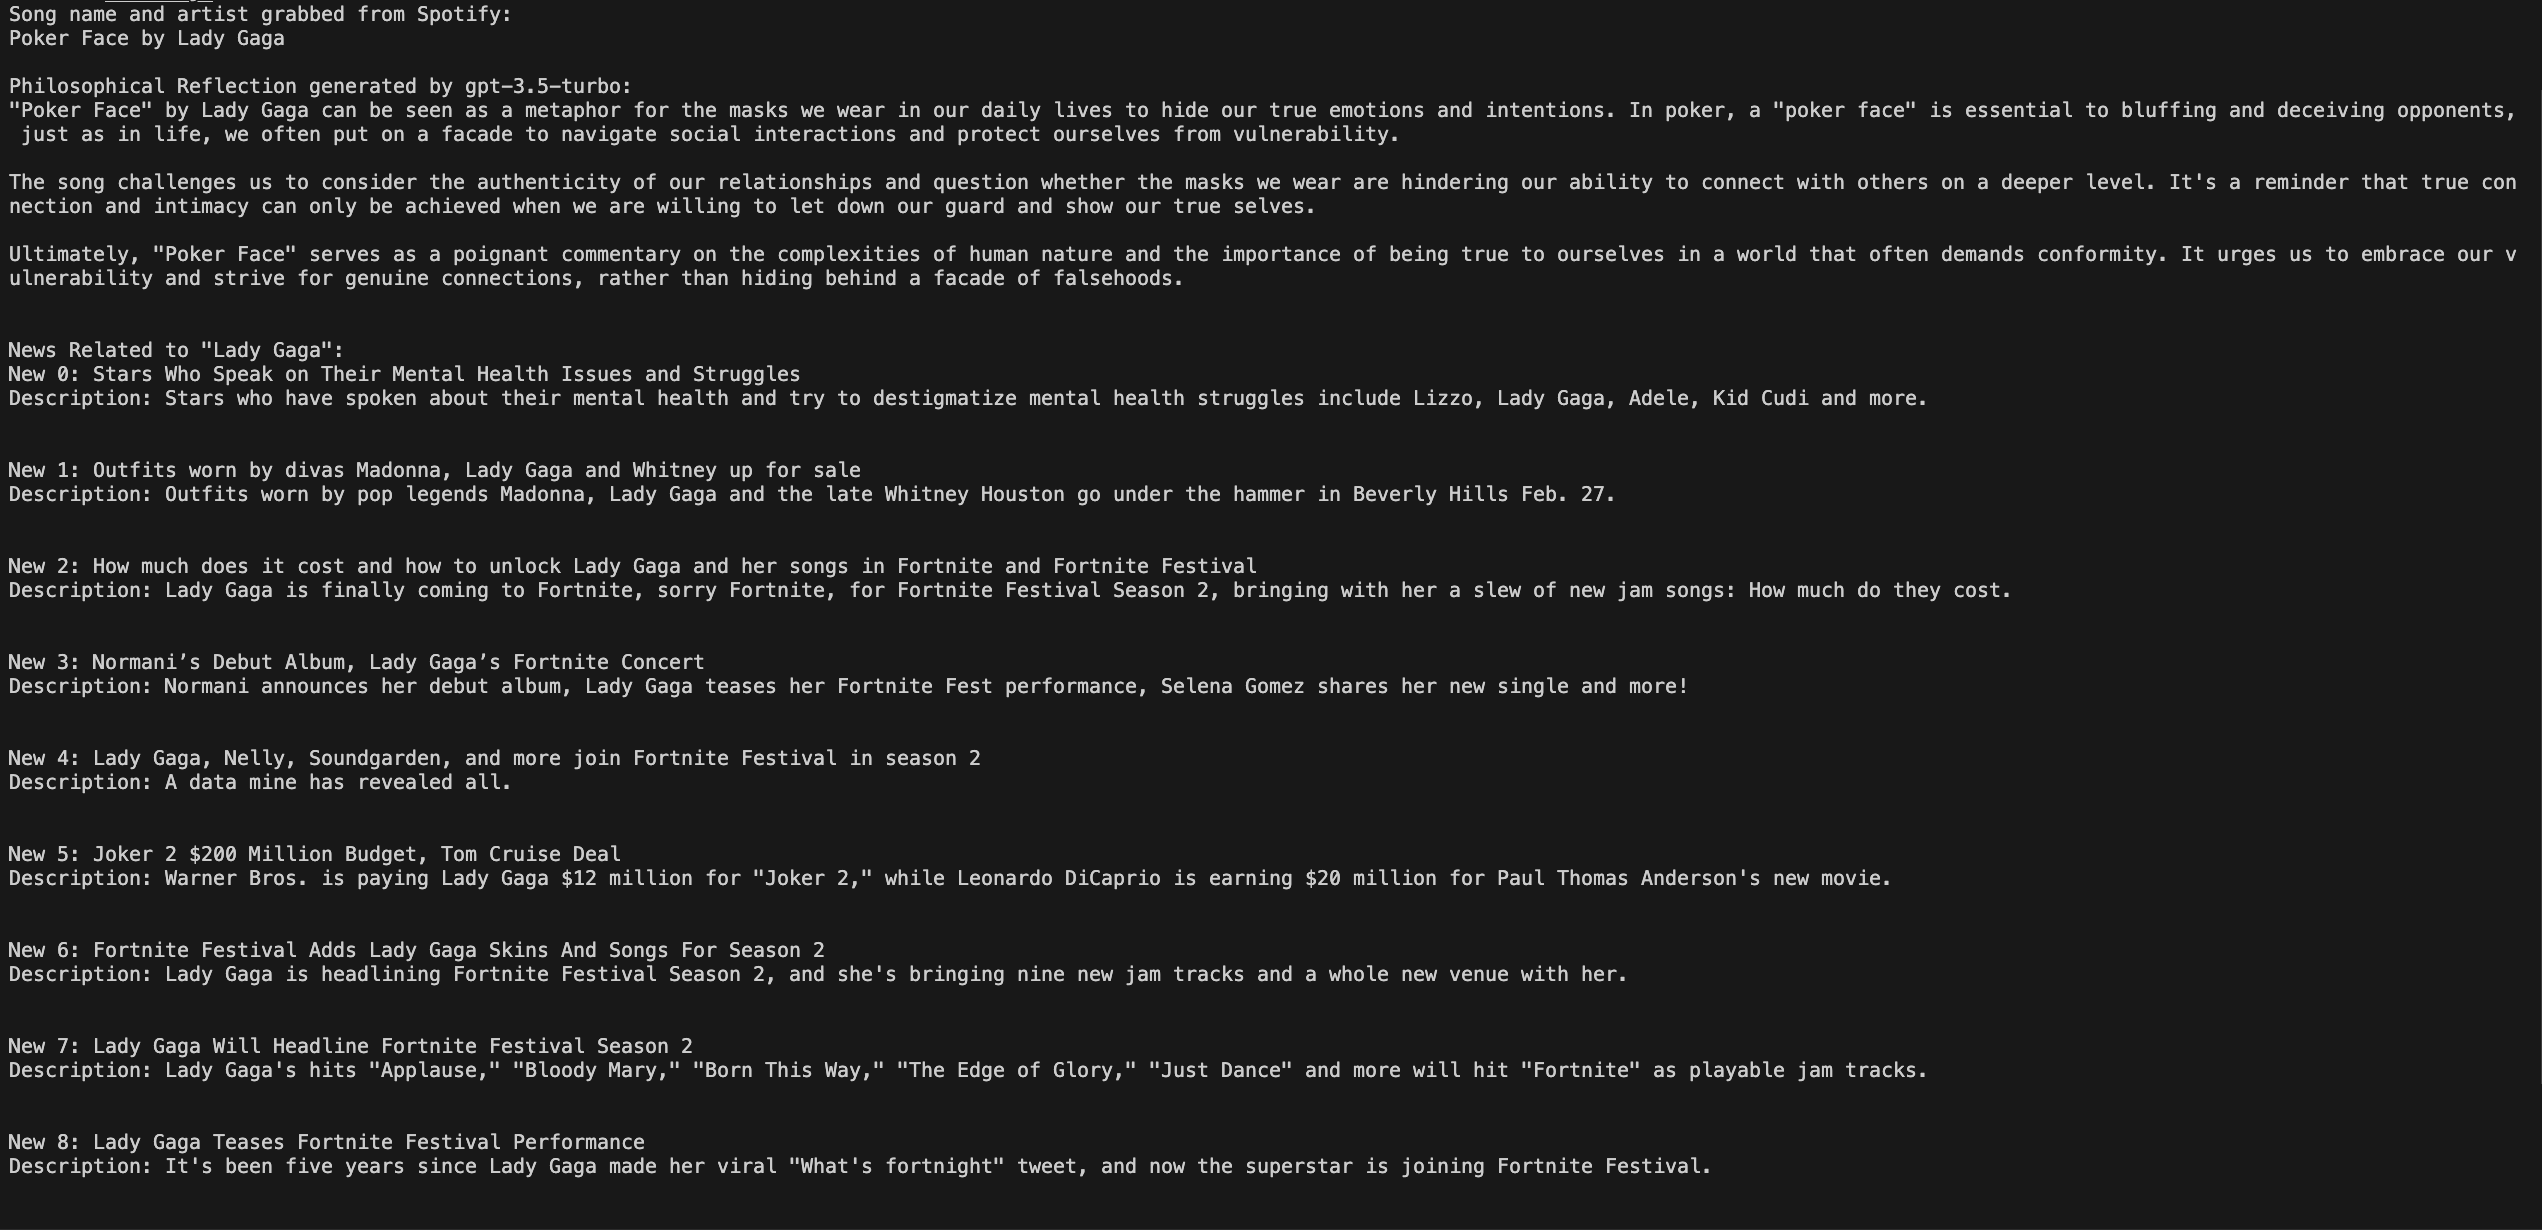 Song name and artist grabbed from Spotify:
Poker Face by Lady Gaga
Philosophical Reflection generated by gpt-3.5-turbo:
"Poker Face" by Lady Gaga can be seen as a metaphor for the masks we wear in our daily lives to hide our true emotions and intentions. In poker, a "poker face" is essential to bluffing and deceiving opponents,
just as in life, we often put on a facade to navigate social interactions and protect ourselves from vulnerability.
The song challenges us to consider the authenticity of our relationships and question whether the masks we wear are hindering our ability to connect with others on a deeper level. It's a reminder that true con
nection and intimacy can only be achieved when we are willing to let down our guard and show our true selves.
Ultimately, "Poker Face" serves as a poignant commentary on the complexities of human nature and the importance of being true to ourselves in a world that often demands conformity. It urges us to embrace our v
ulnerability and strive for genuine connections, rather than hiding behind a facade of falsehoods.
News Related to "Lady Gaga":
New 0: Stars Who Speak on Their Mental Health Issues and Struggles
Description: Stars who have spoken about their mental health and try to destigmatize mental health struggles include Lizzo, Lady Gaga, Adele, Kid Cudi and more.
New 1: Outfits worn by divas Madonna, Lady Gaga and Whitney up for sale
Description: Outfits worn by pop legends Madonna, Lady Gaga and the late Whitney Houston go under the hammer in Beverly Hills Feb. 27.
New 2: How much does it cost and how to unlock Lady Gaga and her songs in Fortnite and Fortnite Festival
Description: Lady Gaga is finally coming to Fortnite, sorry Fortnite, for Fortnite Festival Season 2, bringing with her a slew of new jam songs: How much do they cost.
New 3: Normani’s Debut Album, Lady Gaga’s Fortnite Concert
Description: Normani announces her debut album, Lady Gaga teases her Fortnite Fest performance, Selena Gomez shares her new single and more!
New 4: Lady Gaga, Nelly, Soundgarden, and more join Fortnite Festival in season 2
Description: A data mine has revealed all.
New 5: Joker 2 $200 Million Budget, Tom Cruise Deal
Description: Warner Bros. is paying Lady Gaga $12 million for "Joker 2," while Leonardo DiCaprio is earning $20 million for Paul Thomas Anderson's new movie.
New 6: Fortnite Festival Adds Lady Gaga Skins And Songs For Season 2
Description: Lady Gaga is headlining Fortnite Festival Season 2, and she's bringing nine new jam tracks and a whole new venue with her.
New 7: Lady Gaga Will Headline Fortnite Festival Season 2
Description: Lady Gaga's hits "Applause," "Bloody Mary," "Born This Way," "The Edge of Glory," "Just Dance" and more will hit "Fortnite" as playable jam tracks.
New 8: Lady Gaga Teases Fortnite Festival Performance
Description: It's been five years since Lady Gaga made her viral "What's fortnight" tweet, and now the superstar is joining Fortnite Festival.